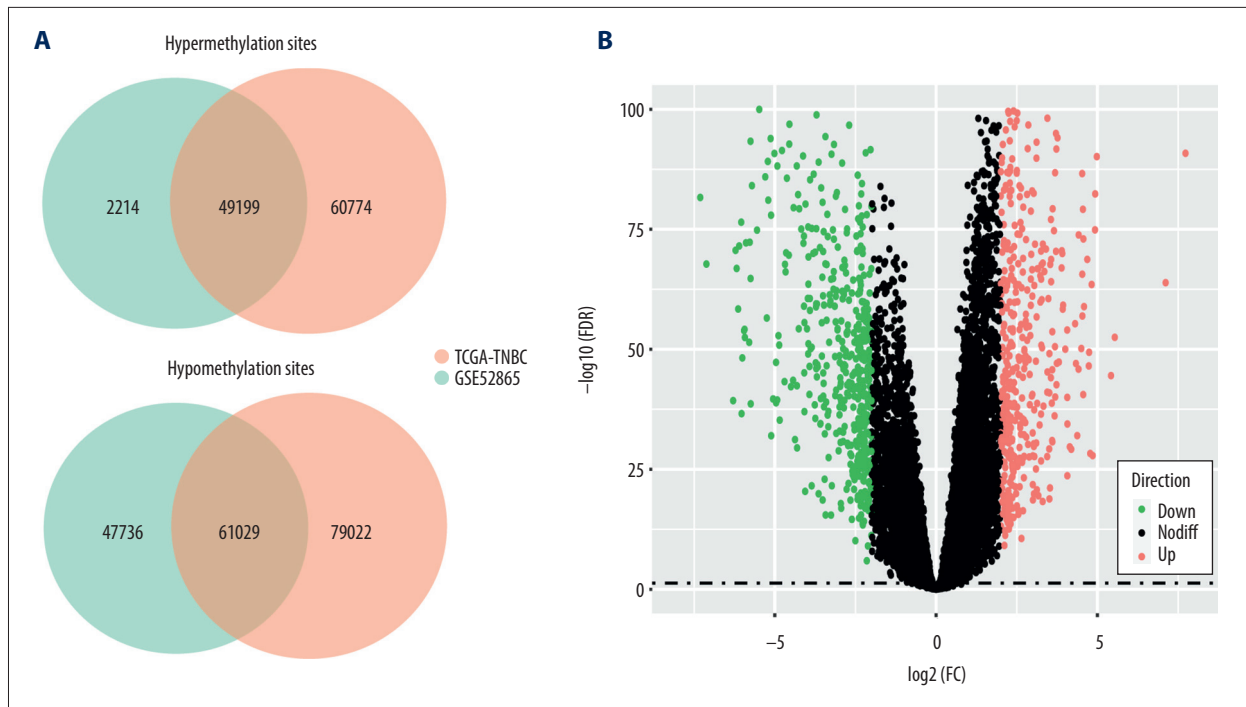 A
Hypermethylation sites
2214
49199
60774
TCGA-TNBC
GSE52865
Hypomethylation sites
47736
61029
79022
B
100
75
50
25
0
−log10 (FDR)
−5
0
5
log2 (FC)
Direction
Down
Nodiff
Up